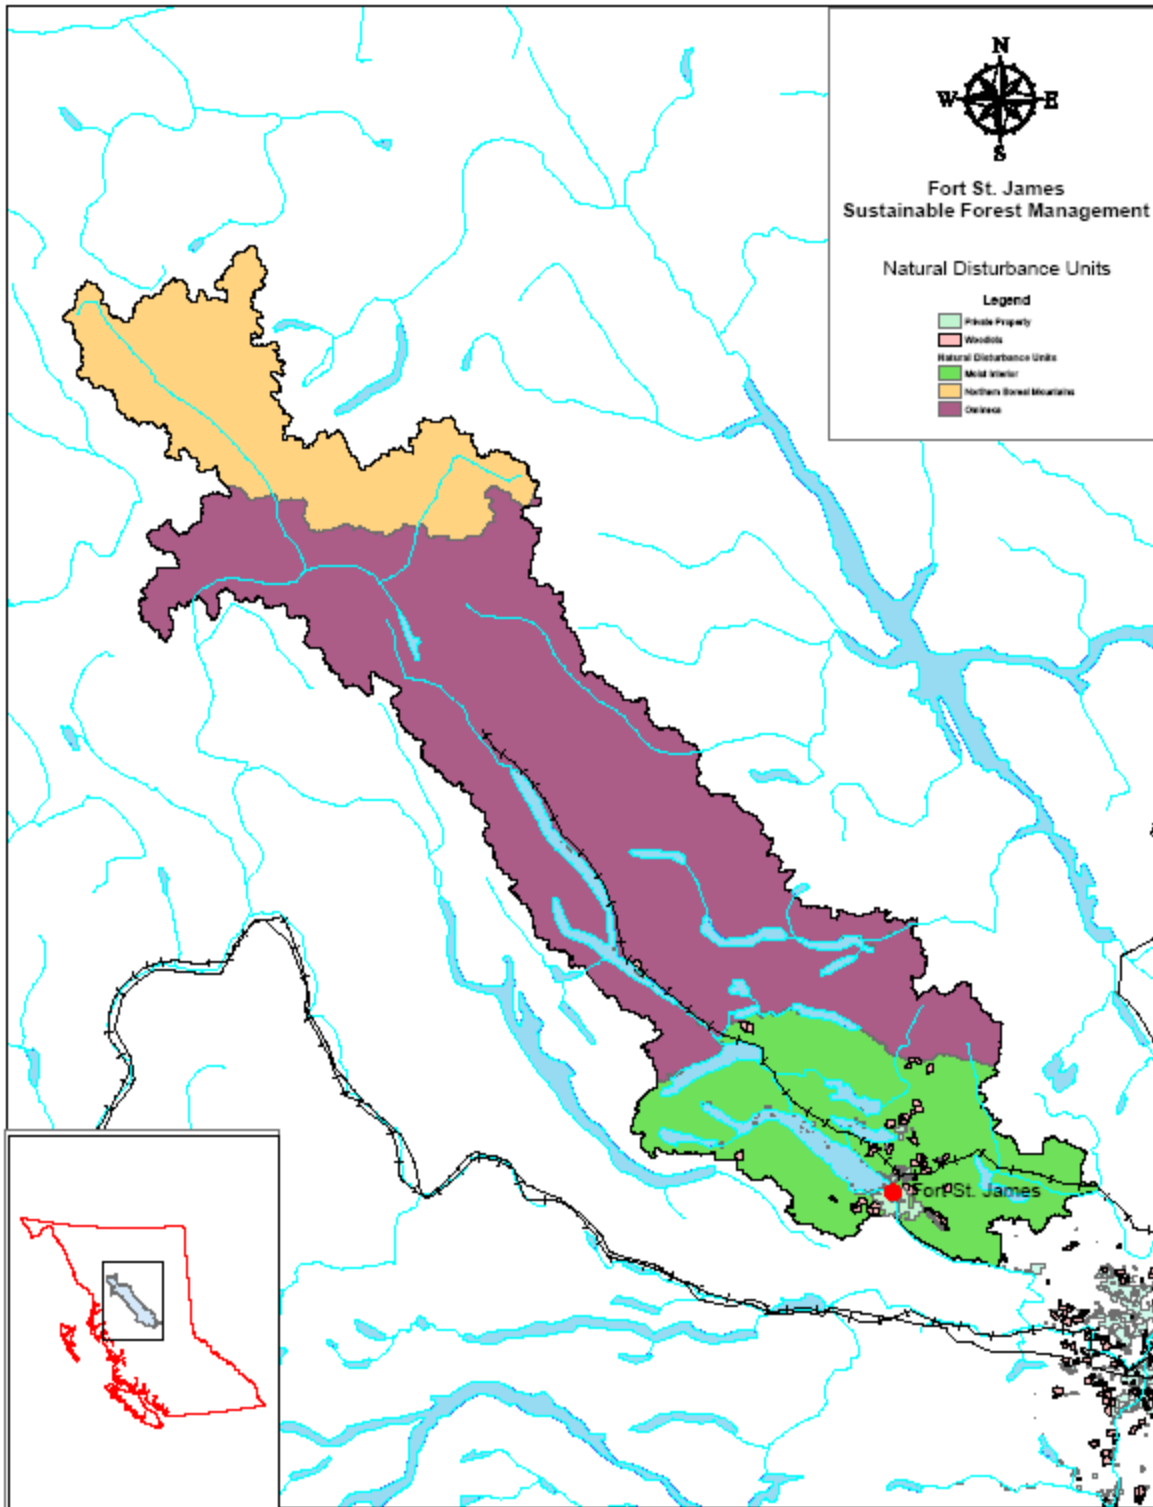 N
W E
S
Fort St. James
Sustainable Forest Management
Natural Disturbance Units
Legend
Private Property
Woodlots
Natural Disturbance Units
Moist Interior
Northern Boreal Mountains
Omineca
Fort St. James